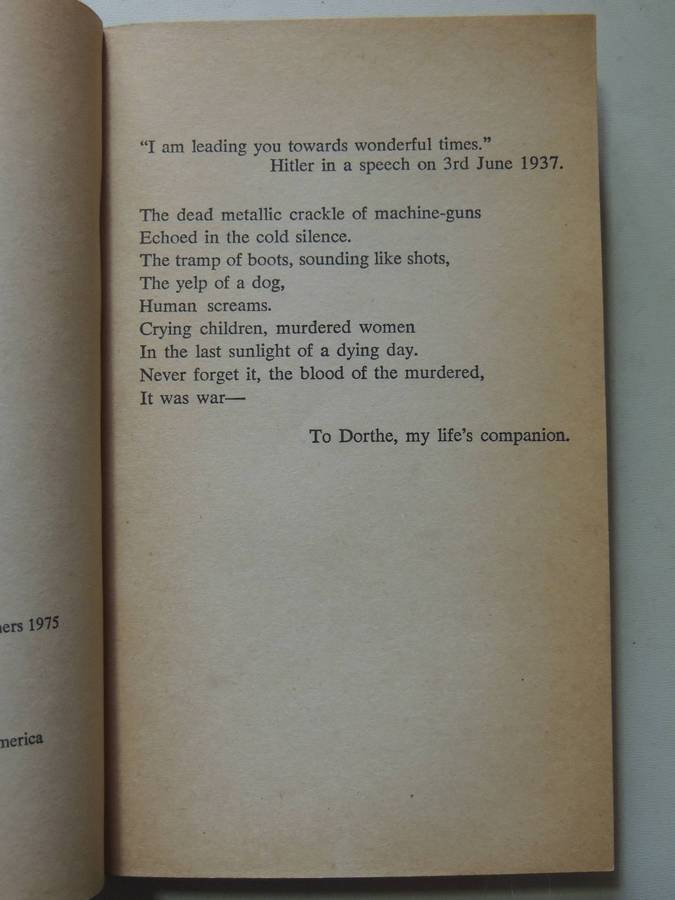 "I am leading you towards wonderful times."
Hitler in a speech on 3rd June 1937.
The dead metallic crackle of machine-guns
Echoed in the cold silence.
The tramp of boots, sounding like shots,
The yelp of a dog,
Human screams.
Crying children, murdered women
In the last sunlight of a dying day.
Never forget it, the blood of the murdered,
It was war—
To Dorthe, my life's companion.
1975